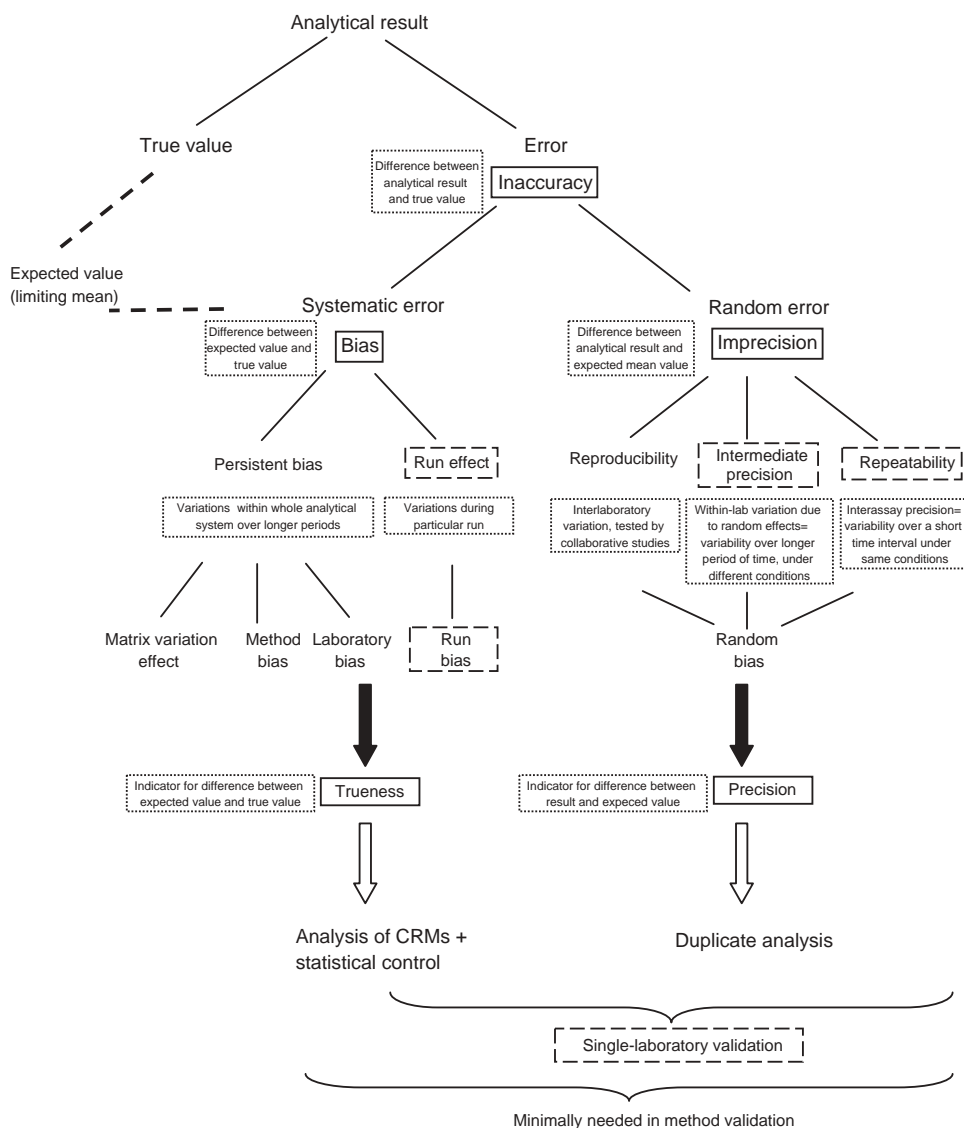 Analytical result
True value
Error
Difference between
analytical result
and true value
Inaccuracy
Expected value
(limiting mean)
Systematic error
Random error
Difference between
expected value and
true value
Bias
Difference between
analytical result and
expected mean value
Imprecision
Persistent bias
Run effect
Reproducibility
Intermediate
precision
Repeatability
Variations within whole analytical
system over longer periods
Variations during
particular run
Interlaboratory
variation, tested by
collaborative studies
Within-lab variation due
to random effects=
variability over longer
period of time, under
different conditions
Interassay precision=
variability over a short
time interval under
same conditions
Matrix variation
effect
Method
bias
Laboratory
bias
Run
bias
Random
bias
Indicator for difference between
expected value and true value
Trueness
Indicator for difference between
result and expeced value
Precision
Analysis of CRMs +
statistical control
Duplicate analysis
Single-laboratory validation
Minimally needed in method validation